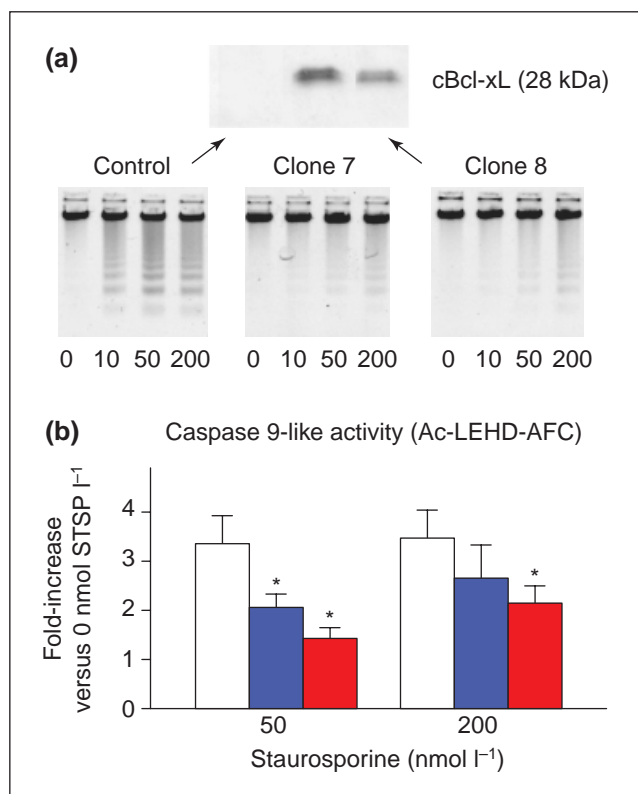 (a)
cBcl-xL (28 kDa)
Control Clone 7 Clone 8
0 10 50 200 0 10 50 200 0 10 50 200
(b) Caspase 9-like activity (Ac-LEHD-AFC)
Fold-increase
versus 0 nmol STSP l⁻¹
4
3
2
1
0
* *
*
50 200
Staurosporine (nmol l⁻¹)